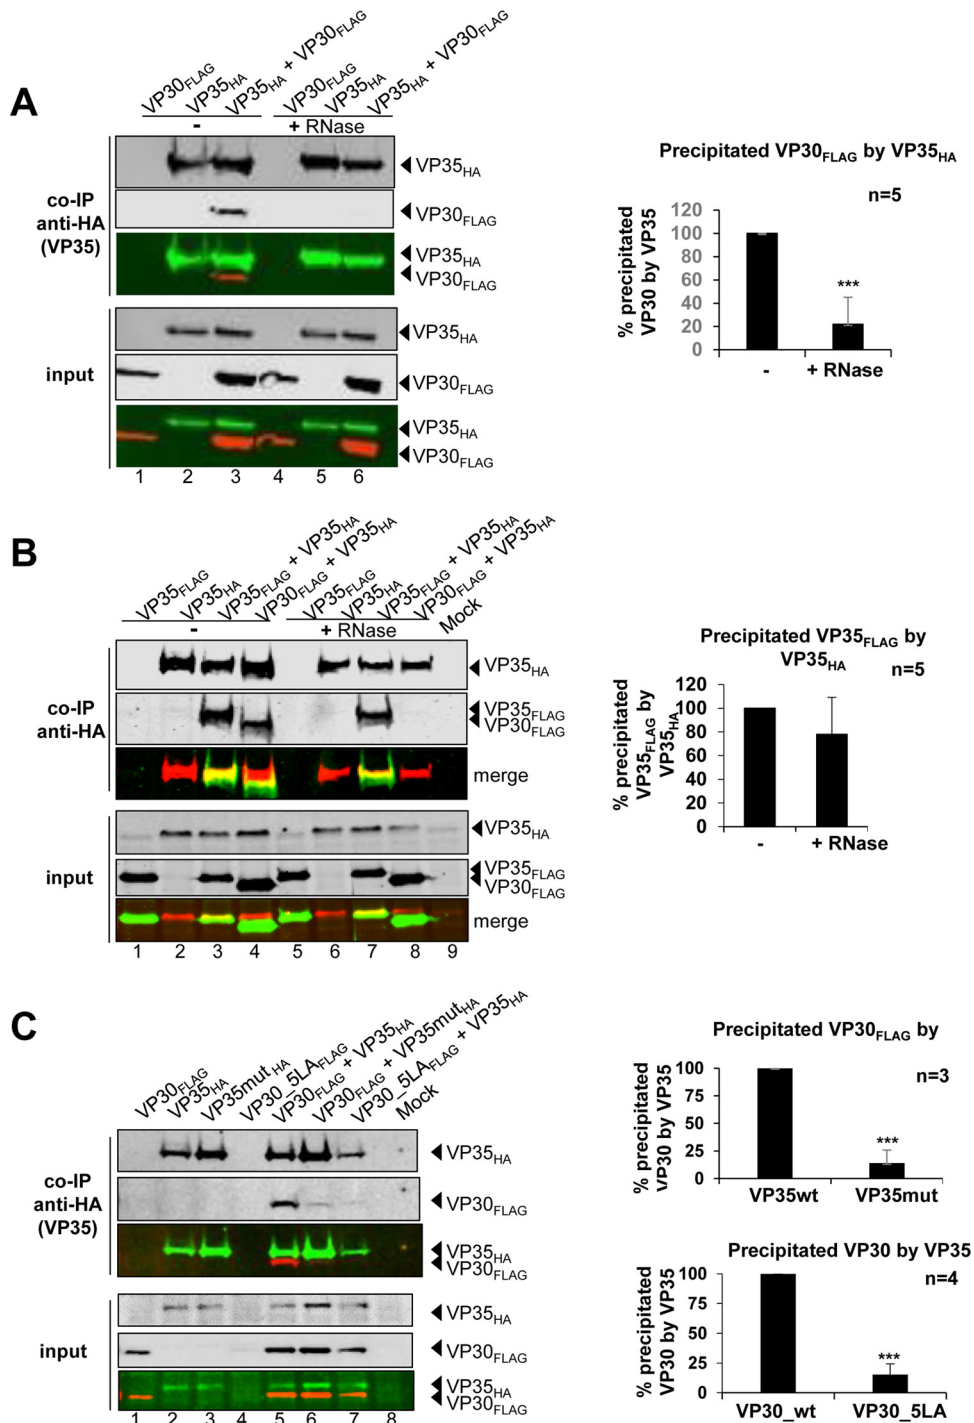 A
VP30FLAG
VP35HA
VP35HA + VP30FLAG
VP30FLAG
VP35HA
VP35HA + VP30FLAG
-
+ RNase
co-IP
anti-HA
(VP35)
VP35HA
VP30FLAG
VP35HA
VP30FLAG
input
VP35HA
VP30FLAG
VP35HA
VP30FLAG
1 2 3 4 5 6
Precipitated VP30FLAG by VP35HA
n=5
% precipitated
VP30 by VP35
120
100
80
60
40
20
0
***
- + RNase
B
VP35FLAG
VP35HA
VP35FLAG + VP35HA
VP30FLAG + VP35HA
VP35FLAG
VP35HA
VP35FLAG + VP35HA
VP30FLAG + VP35HA
Mock
-
+ RNase
co-IP
anti-HA
VP35HA
VP35FLAG
VP30FLAG
merge
input
VP35HA
VP35FLAG
VP30FLAG
merge
1 2 3 4 5 6 7 8 9
Precipitated VP35FLAG by
VP35HA
n=5
% precipitated
VP35FLAG by
VP35HA
120
100
80
60
40
20
0
- + RNase
C
VP30FLAG
VP35HA
VP35mutHA
VP30_5LAFLAG
VP30FLAG + VP35HA
VP30FLAG + VP35mutHA
VP30_5LAFLAG + VP35HA
Mock
co-IP
anti-HA
(VP35)
VP35HA
VP30FLAG
VP35HA
VP30FLAG
input
VP35HA
VP30FLAG
VP35HA
VP30FLAG
1 2 3 4 5 6 7 8
Precipitated VP30FLAG by
n=3
% precipitated
VP30 by VP35
100
75
50
25
0
***
VP35wt VP35mut
Precipitated VP30 by VP35
n=4
% precipitated
VP30 by VP35
100
75
50
25
0
***
VP30_wt VP30_5LA